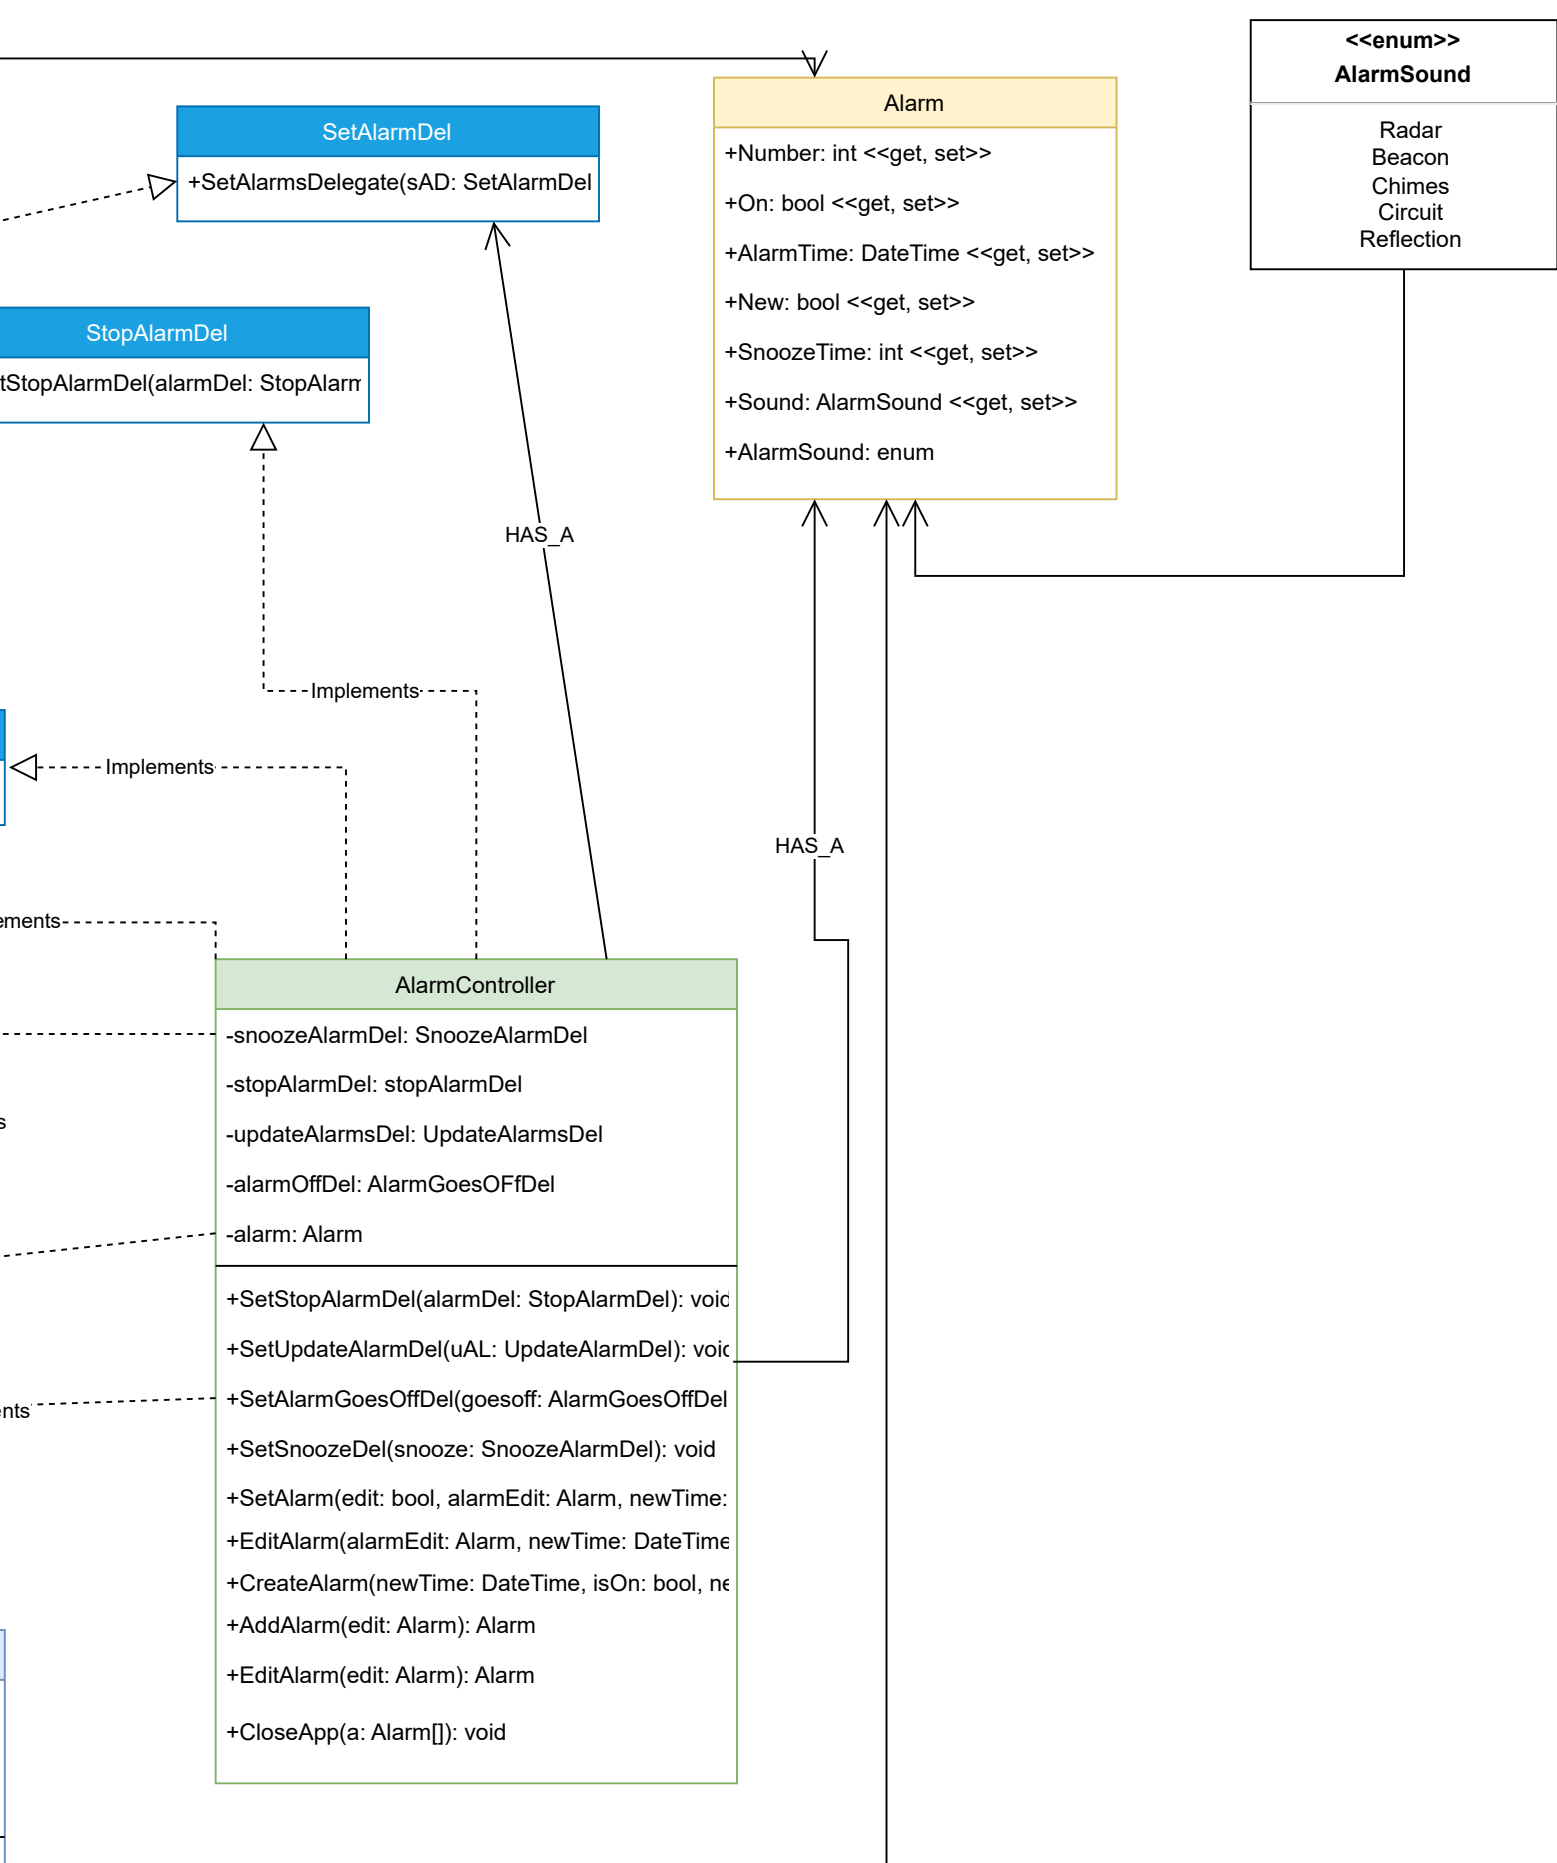 <<enum>>
AlarmSound
Radar
Beacon
Chimes
Circuit
Reflection
Alarm
+Number: int <<get, set>>
+On: bool <<get, set>>
+AlarmTime: DateTime <<get, set>>
+New: bool <<get, set>>
+SnoozeTime: int <<get, set>>
+Sound: AlarmSound <<get, set>>
+AlarmSound: enum
SetAlarmDel
+SetAlarmsDelegate(sAD: SetAlarmDel
StopAlarmDel
tStopAlarmDel(alarmDel: StopAlarm
HAS_A
Implements
Implements
HAS_A
ements
s
ents
AlarmController
-snoozeAlarmDel: SnoozeAlarmDel
-stopAlarmDel: stopAlarmDel
-updateAlarmsDel: UpdateAlarmsDel
-alarmOffDel: AlarmGoesOFfDel
-alarm: Alarm
+SetStopAlarmDel(alarmDel: StopAlarmDel): void
+SetUpdateAlarmDel(uAL: UpdateAlarmDel): void
+SetAlarmGoesOffDel(goesoff: AlarmGoesOffDel
+SetSnoozeDel(snooze: SnoozeAlarmDel): void
+SetAlarm(edit: bool, alarmEdit: Alarm, newTime:
+EditAlarm(alarmEdit: Alarm, newTime: DateTime
+CreateAlarm(newTime: DateTime, isOn: bool, ne
+AddAlarm(edit: Alarm): Alarm
+EditAlarm(edit: Alarm): Alarm
+CloseApp(a: Alarm[]): void